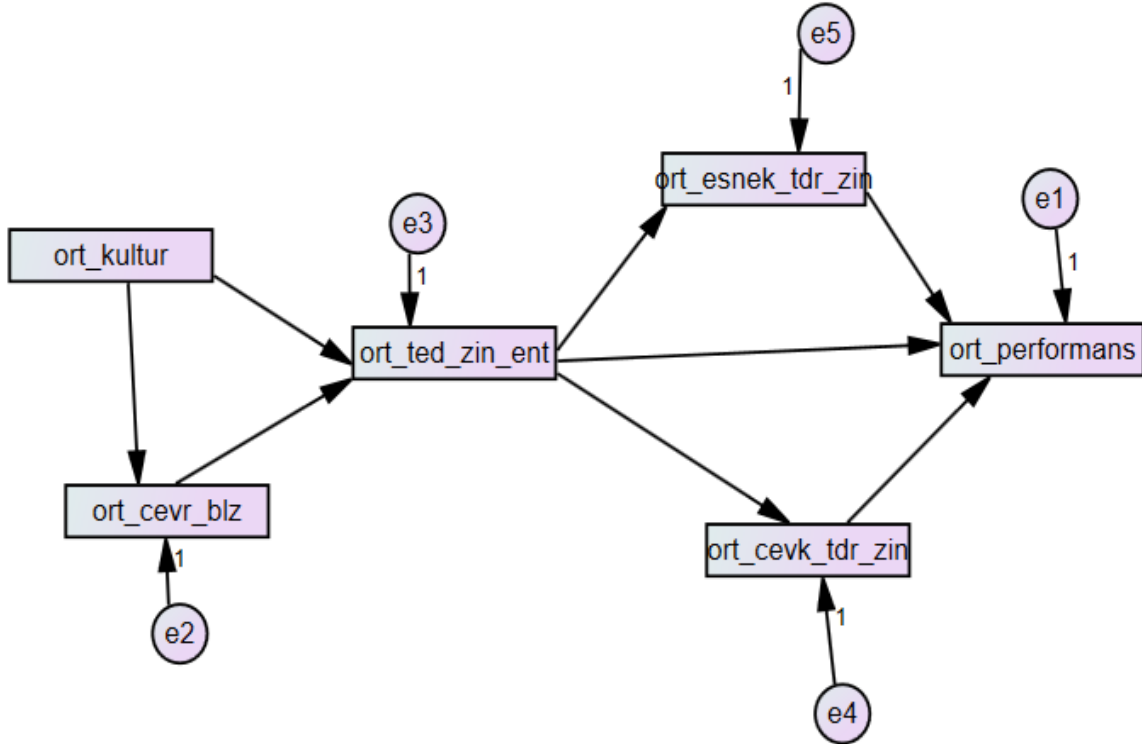 e5
1
ort_esnek_tdr_zin
e1
1
e3
1
ort_kultur
ort_ted_zin_ent
ort_performans
ort_cevr_blz
1
e2
ort_cevk_tdr_zin
1
e4